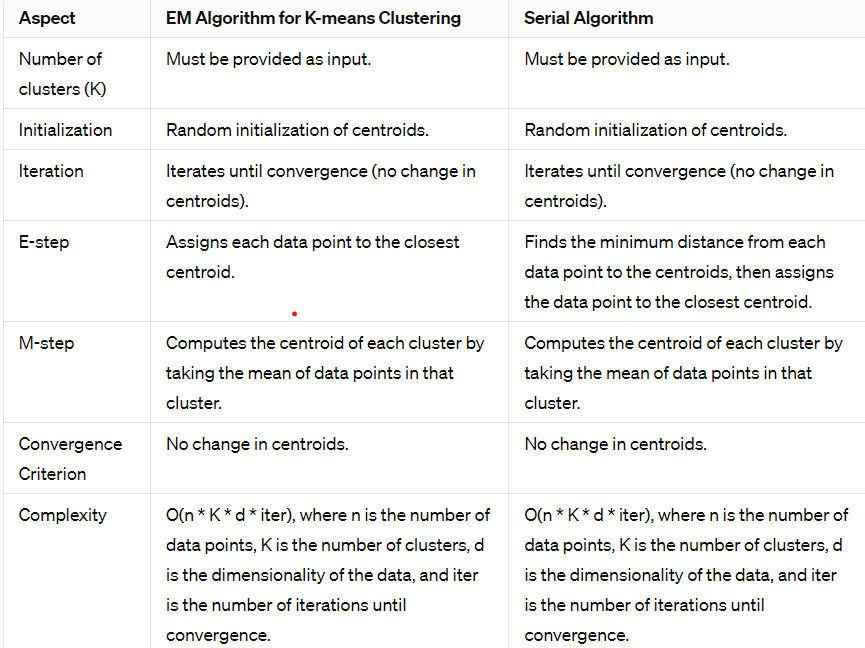 Aspect
EM Algorithm for K-means Clustering
Serial Algorithm
Number of
clusters (K)
Must be provided as input.
Must be provided as input.
Initialization
Random initialization of centroids.
Random initialization of centroids.
Iteration
Iterates until convergence (no change in
centroids).
Iterates until convergence (no change in
centroids).
E-step
Assigns each data point to the closest
centroid.
Finds the minimum distance from each
data point to the centroids, then assigns
the data point to the closest centroid.
M-step
Computes the centroid of each cluster by
taking the mean of data points in that
cluster.
Computes the centroid of each cluster by
taking the mean of data points in that
cluster.
Convergence
Criterion
No change in centroids.
No change in centroids.
Complexity
O(n * K * d * iter), where n is the number of
data points, K is the number of clusters, d
is the dimensionality of the data, and iter
is the number of iterations until
convergence.
O(n * K * d * iter), where n is the number of
data points, K is the number of clusters, d
is the dimensionality of the data, and iter
is the number of iterations until
convergence.